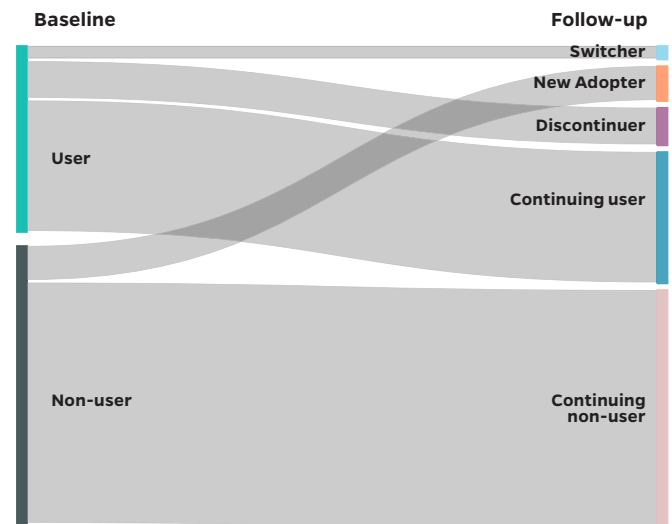 Baseline
Follow-up
Switcher
New Adopter
Discontinuer
User
Continuing user
Non-user
Continuing
non-user